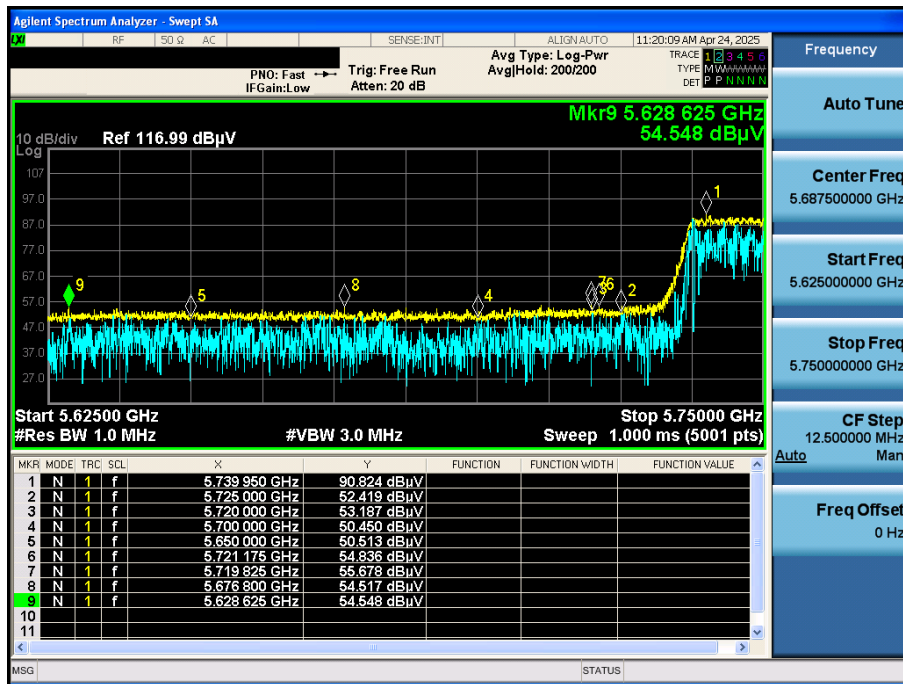 Agilent Spectrum Analyzer - Swept SA
LXI RF 50 Ω AC SENSE:INT ALIGN AUTO 11:20:09 AM Apr 24, 2025
PNO: Fast
IFGain:Low
Trig: Free Run
Atten: 20 dB
Avg Type: Log-Pwr
Avg|Hold: 200/200
TRACE 1 2 3 4 5 6
TYPE MWWWWW
DET P P N N N N
Mkr9 5.628 625 GHz
54.548 dBµV
10 dB/div Ref 116.99 dBµV
Log
107
97.0
87.0
77.0
67.0
57.0
47.0
37.0
27.0
9
5
8
4
2
1
Start 5.62500 GHz Stop 5.75000 GHz
#Res BW 1.0 MHz #VBW 3.0 MHz Sweep 1.000 ms (5001 pts)
MKR MODE TRC SCL X Y FUNCTION FUNCTION WIDTH FUNCTION VALUE
1 N 1 f 5.739 950 GHz 90.824 dBµV
2 N 1 f 5.725 000 GHz 52.419 dBµV
3 N 1 f 5.720 000 GHz 53.187 dBµV
4 N 1 f 5.700 000 GHz 50.450 dBµV
5 N 1 f 5.650 000 GHz 50.513 dBµV
6 N 1 f 5.721 175 GHz 54.836 dBµV
7 N 1 f 5.719 825 GHz 55.678 dBµV
8 N 1 f 5.676 800 GHz 54.517 dBµV
9 N 1 f 5.628 625 GHz 54.548 dBµV
10
11
MSG STATUS
Frequency
Auto Tune
Center Freq
5.687500000 GHz
Start Freq
5.625000000 GHz
Stop Freq
5.750000000 GHz
CF Step
12.500000 MHz
Auto Man
Freq Offset
0 Hz